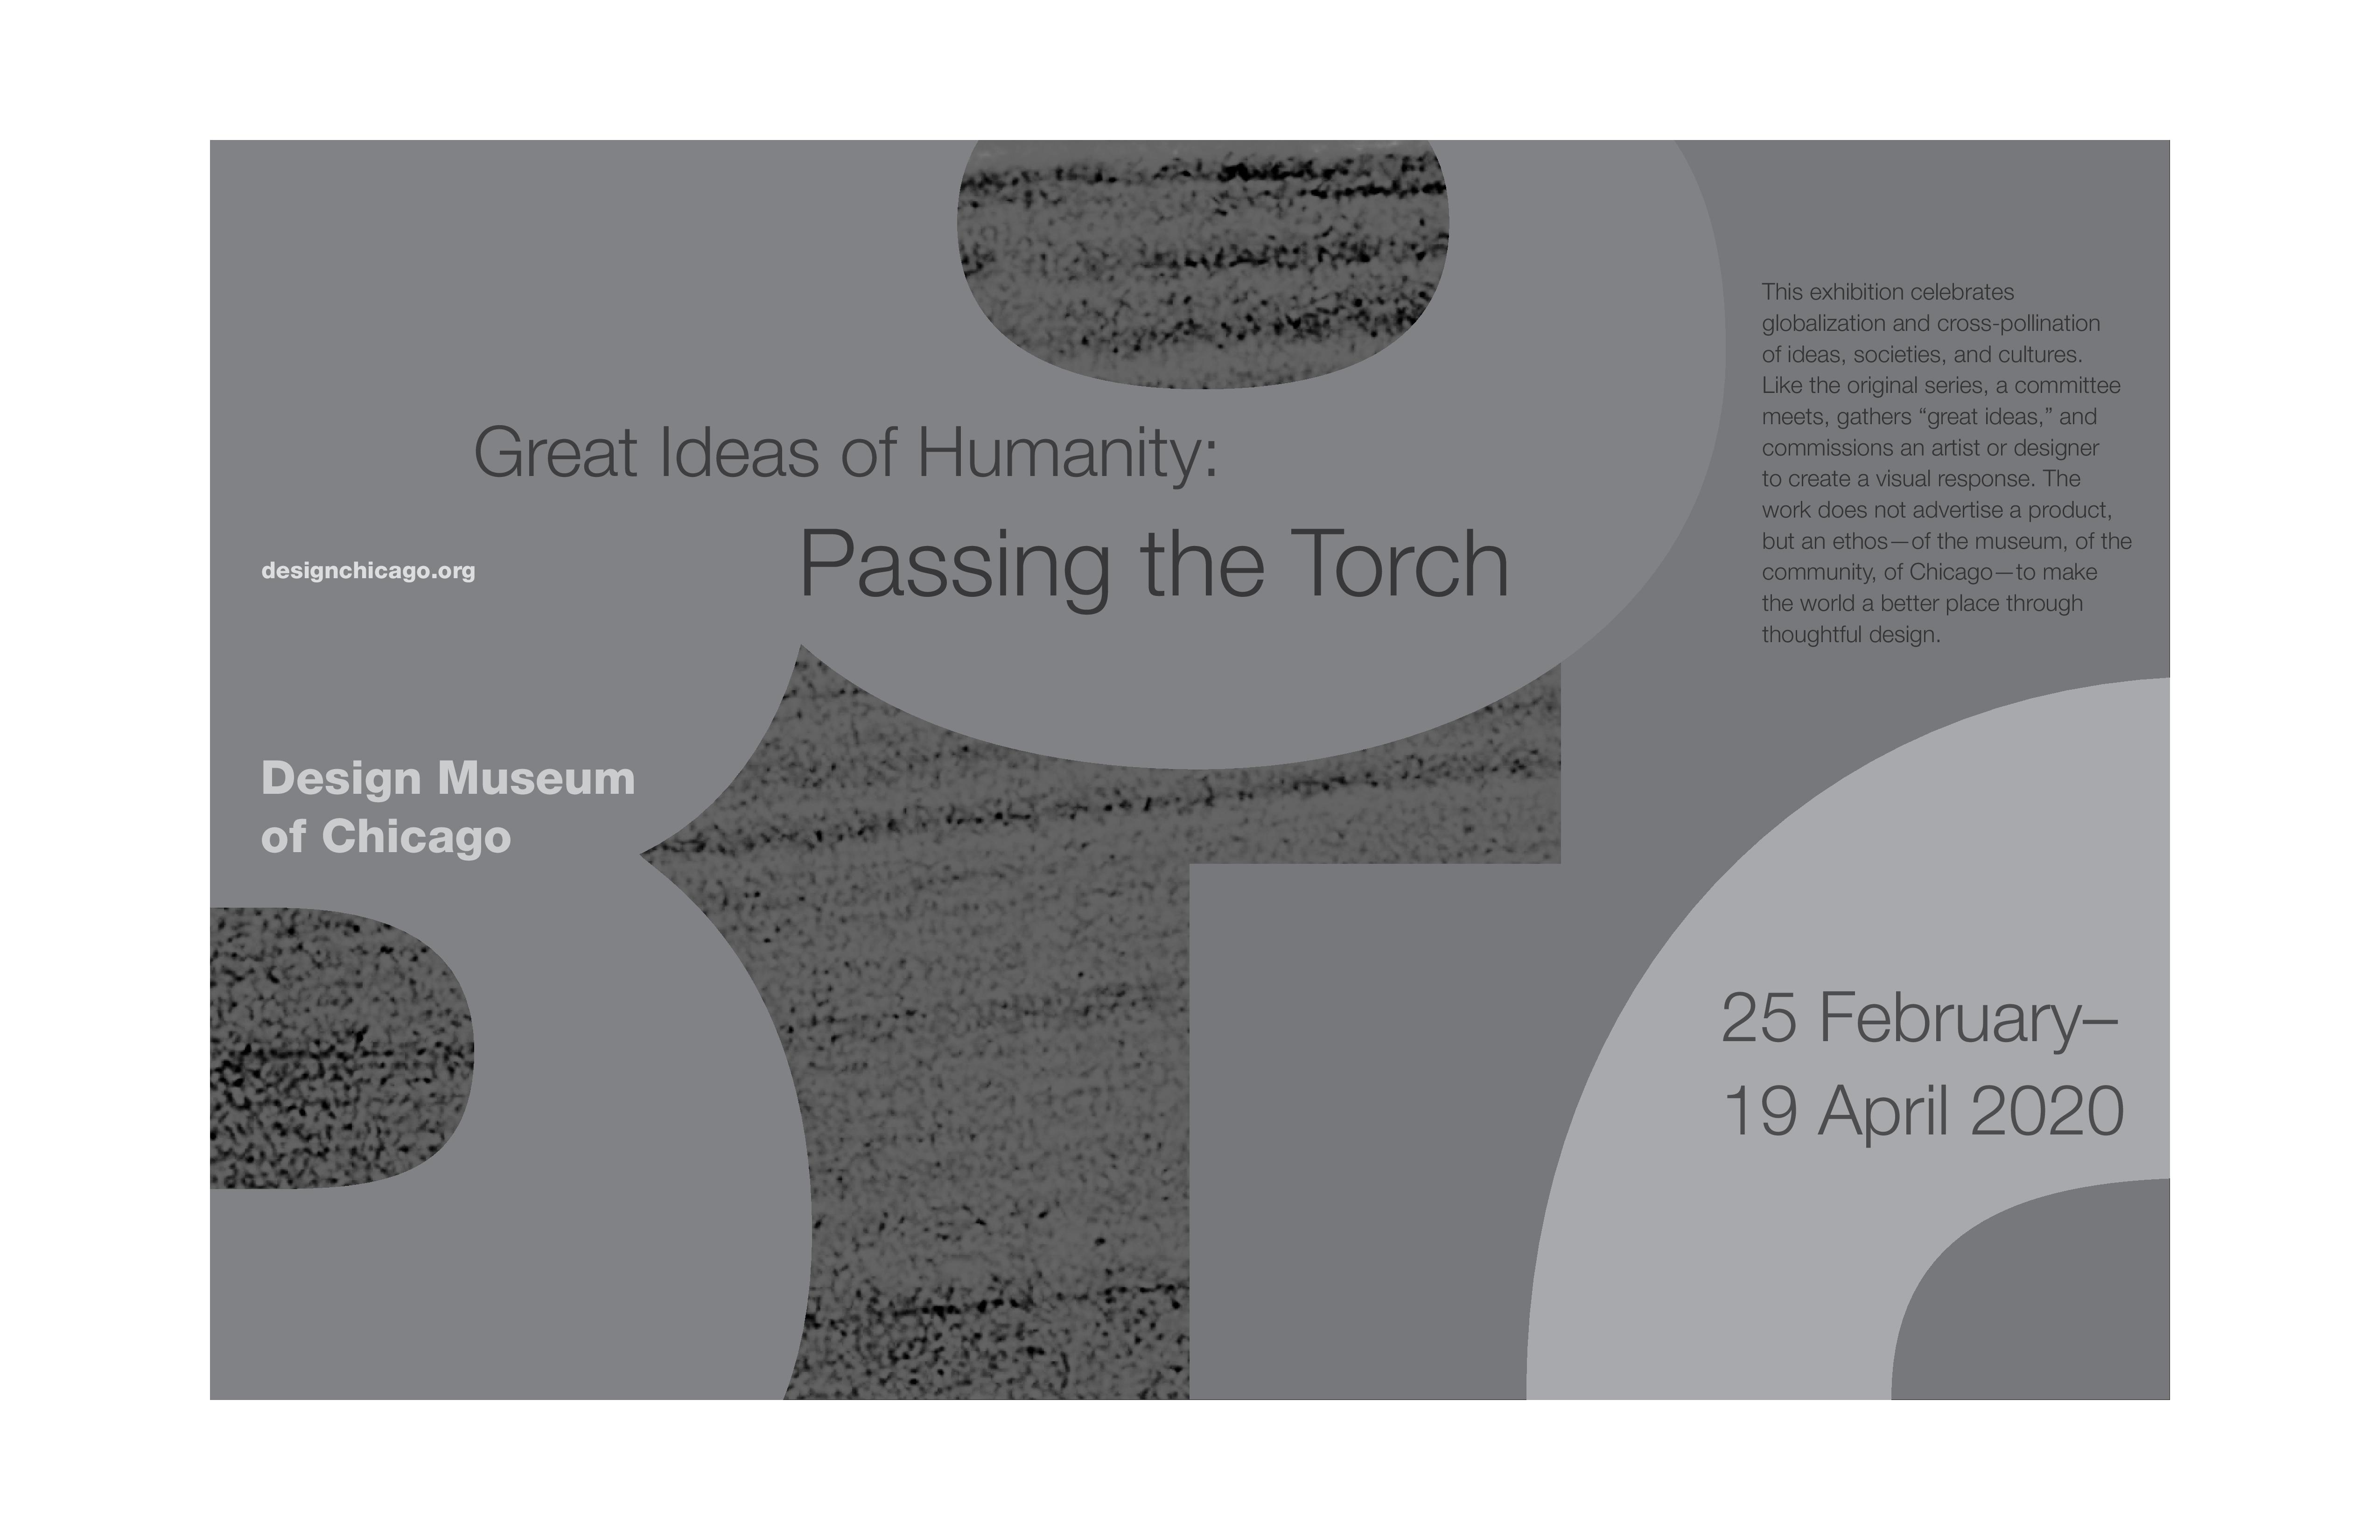 Great Ideas of Humanity:
Passing the Torch
designchicago.org
Design Museum
of Chicago
This exhibition celebrates
globalization and cross-pollination
of ideas, societies, and cultures.
Like the original series, a committee
meets, gathers “great ideas,” and
commissions an artist or designer
to create a visual response. The
work does not advertise a product,
but an ethos—of the museum, of the
community, of Chicago—to make
the world a better place through
thoughtful design.
25 February–
19 April 2020